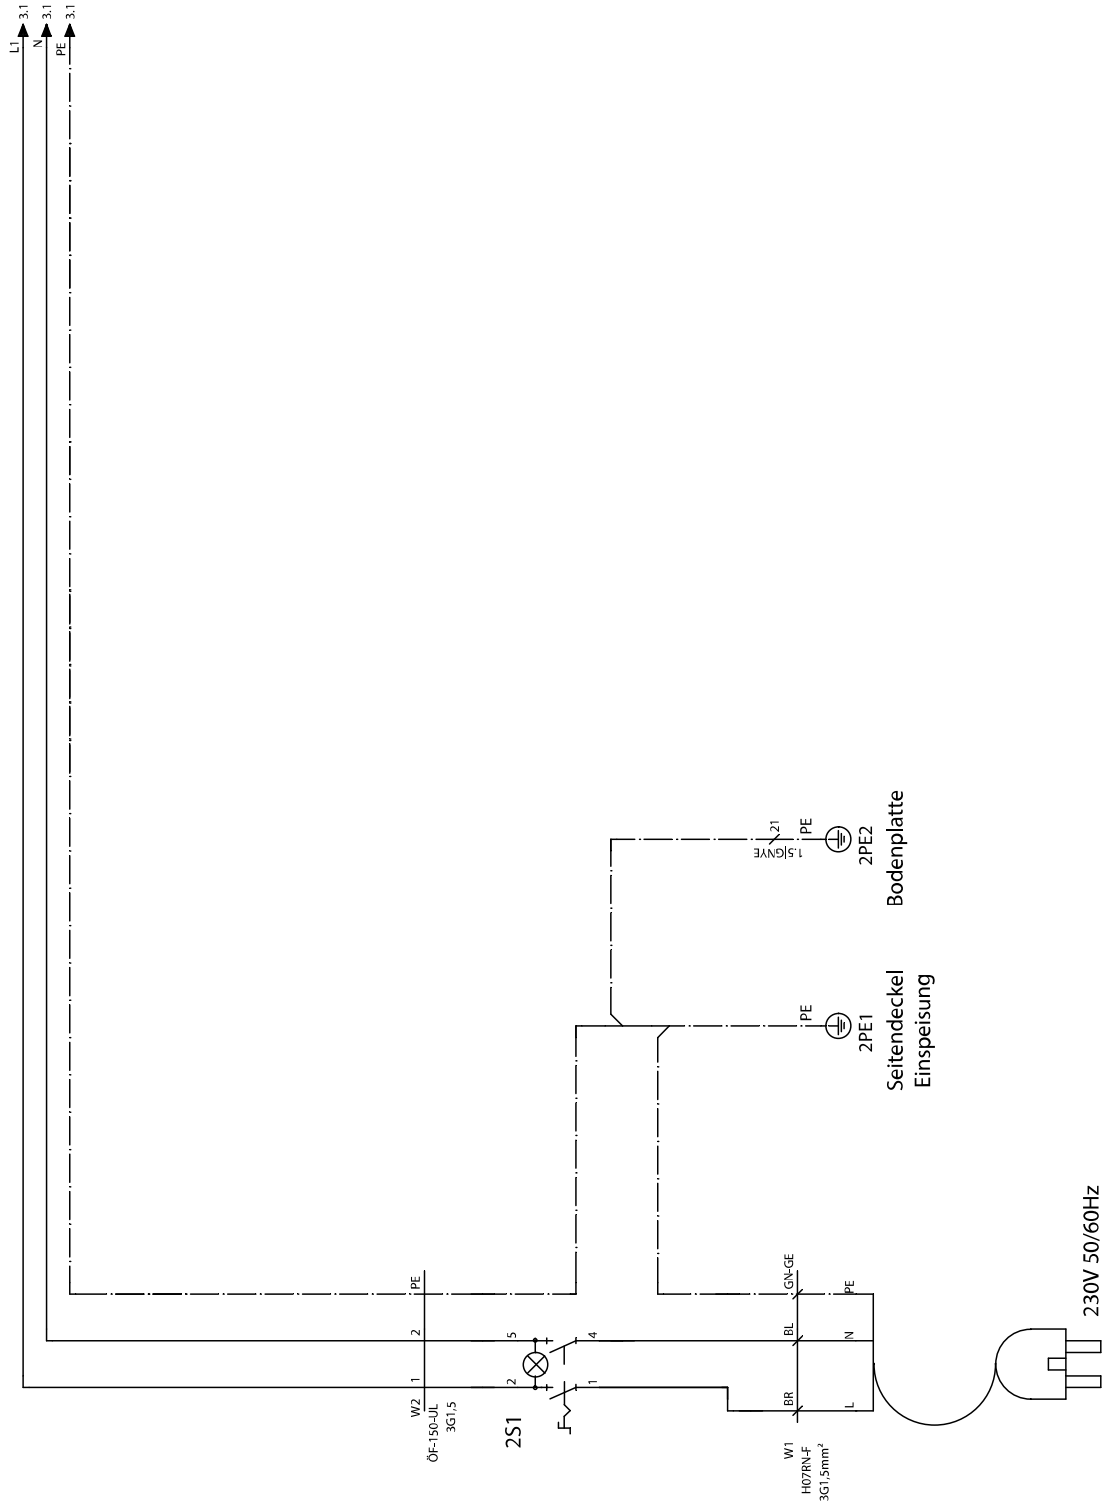 L1
3.1
N
3.1
PE
3.1
W2
ÖF-150-UL
3G1,5
1
2
PE
2S1
2
5
1
4
W1
H07RN-F
3G1,5mm²
BR
BL
GN-GE
L
N
PE
230V 50/60Hz
PE
2PE1
Seitendeckel
Einspeisung
1.5|GNYE
21
PE
2PE2
Bodenplatte